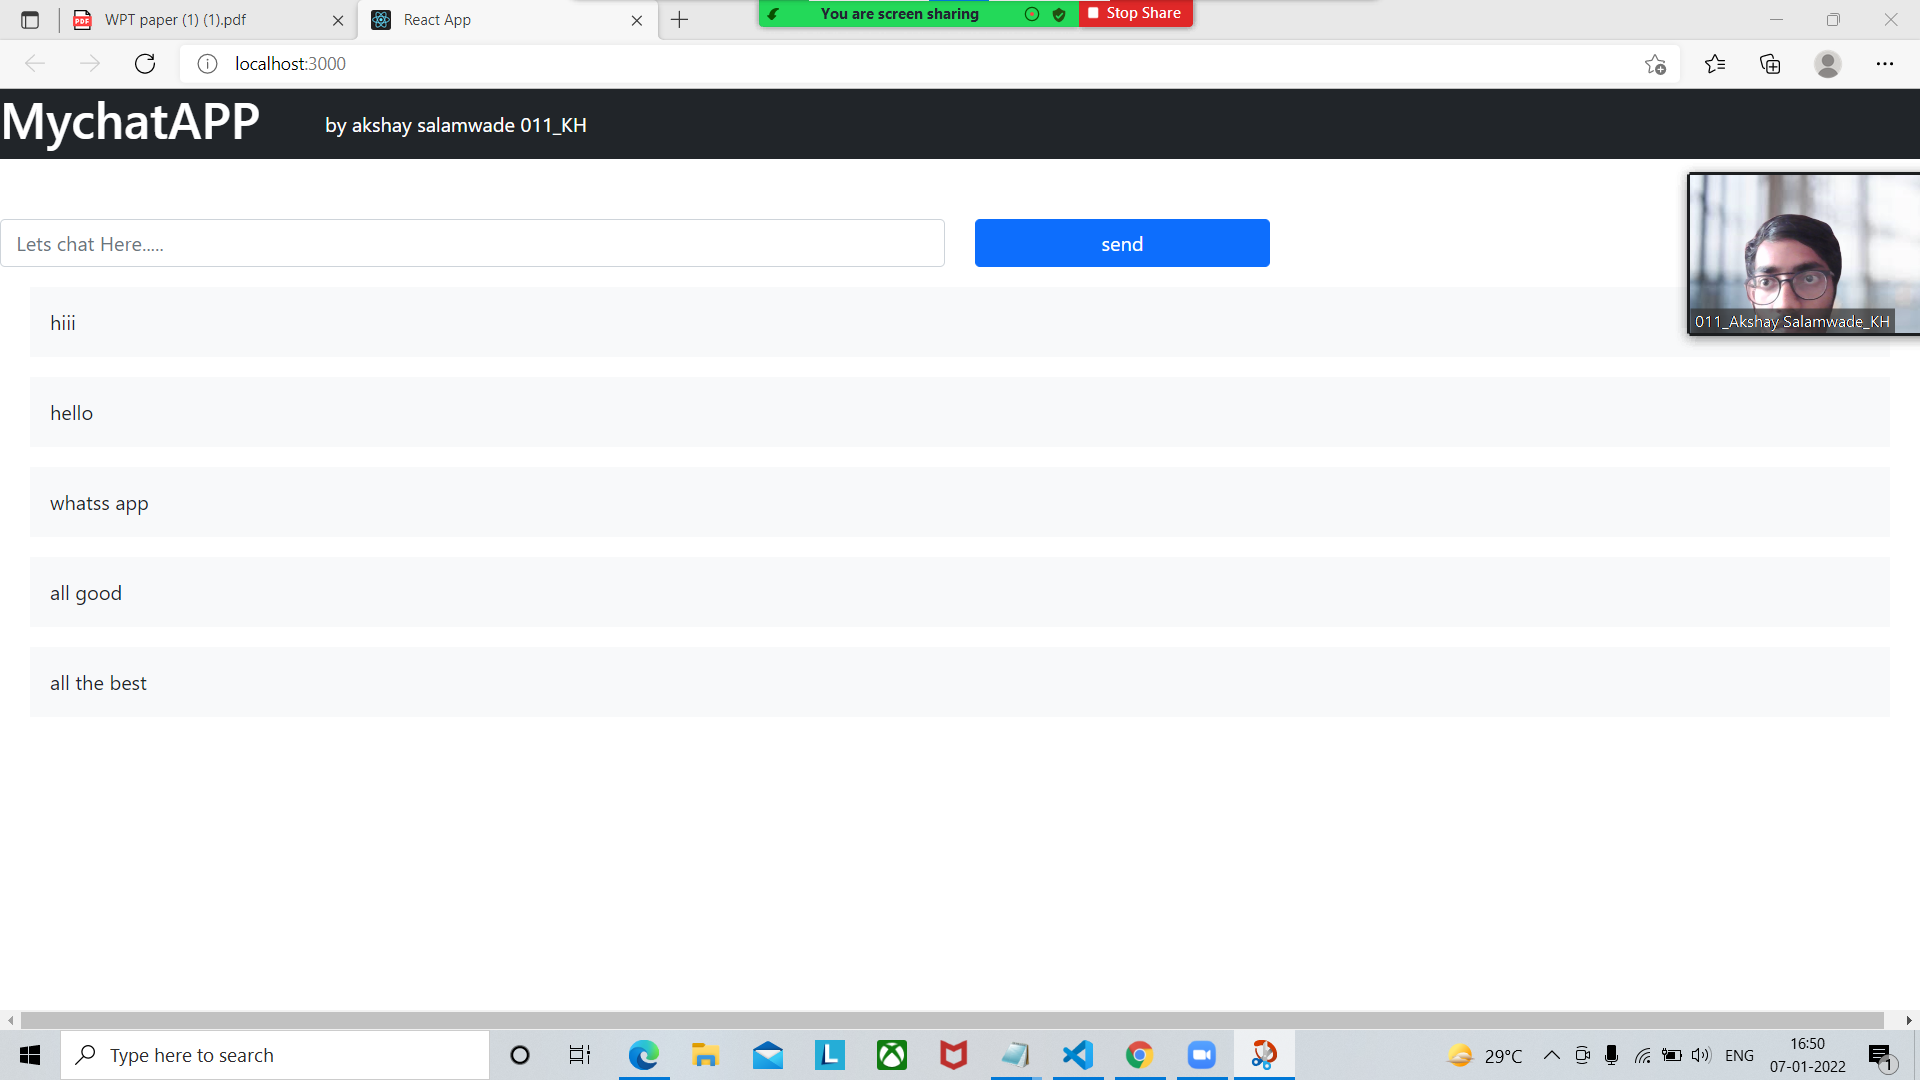 WPT paper (1) (1).pdf
React App
You are screen sharing
Stop Share
localhost:3000
MychatAPP
by akshay salamwade 011_KH
Lets chat Here.....
send
011_Akshay Salamwade_KH
hiii
hello
whatss app
all good
all the best
Type here to search
29°C
ENG
16:50
07-01-2022
1